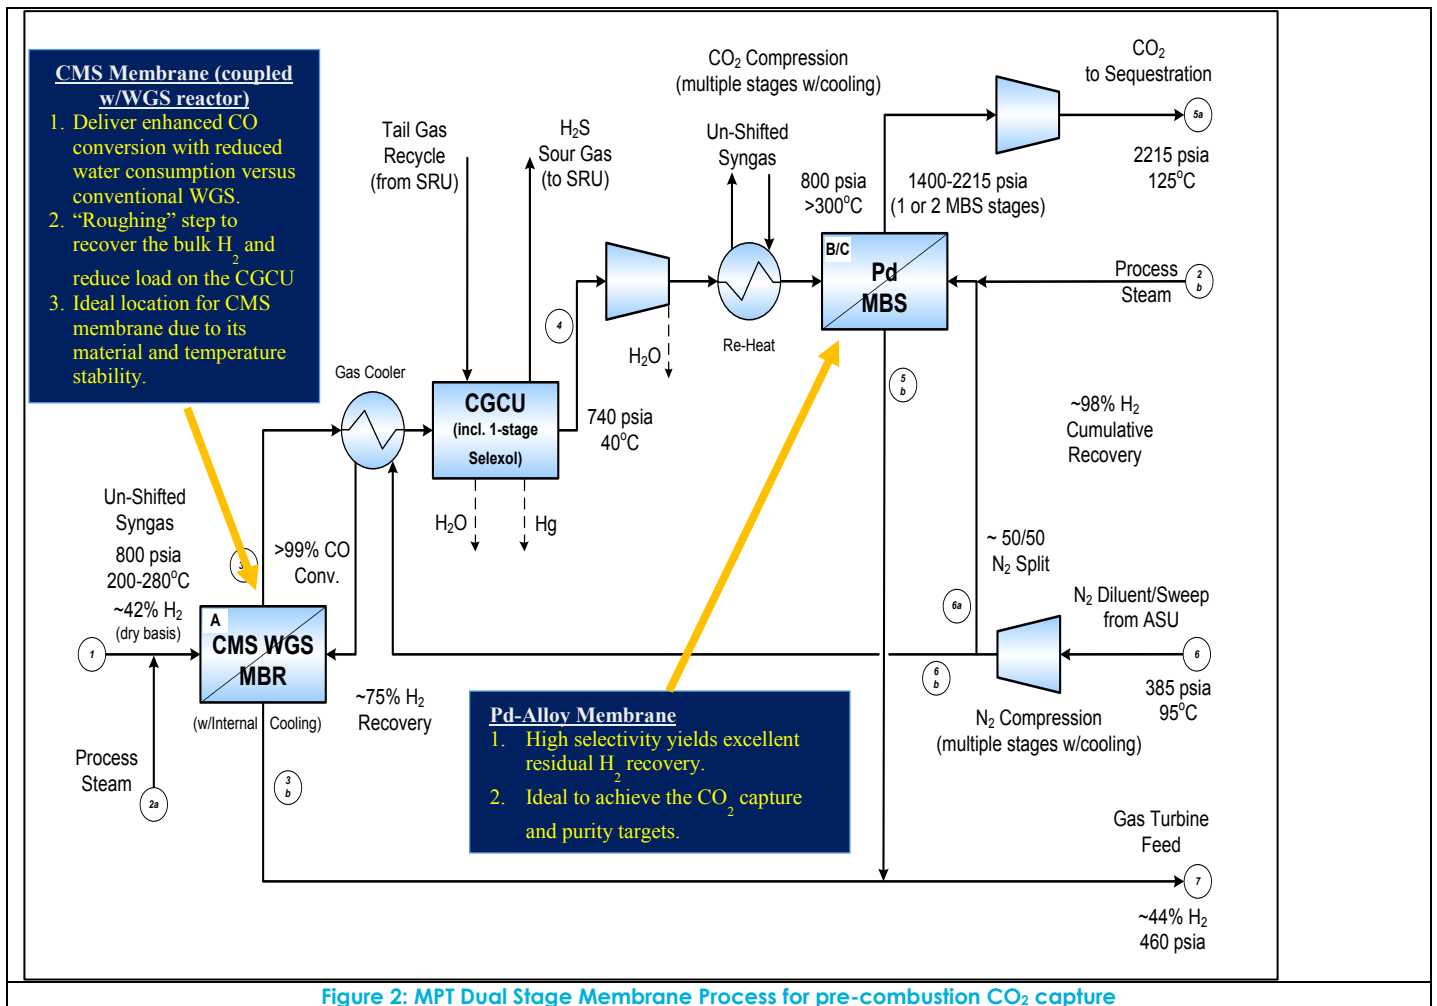 CMS Membrane (coupled
w/WGS reactor)
1. Deliver enhanced CO
conversion with reduced
water consumption versus
conventional WGS.
2. “Roughing” step to
recover the bulk H2 and
reduce load on the CGCU
3. Ideal location for CMS
membrane due to its
material and temperature
stability.
Tail Gas
Recycle
(from SRU)
H2S
Sour Gas
(to SRU)
CO2 Compression
(multiple stages w/cooling)
Un-Shifted
Syngas
800 psia
>300°C
1400-2215 psia
(1 or 2 MBS stages)
CO2
to Sequestration
5a
2215 psia
125°C
B/C
Pd
MBS
Process
Steam
2
b
4
H2O
Re-Heat
Gas Cooler
CGCU
(incl. 1-stage
Selexol)
740 psia
40°C
5
b
~98% H2
Cumulative
Recovery
H2O
Hg
Un-Shifted
Syngas
800 psia
200-280°C
~42% H2
(dry basis)
3
>99% CO
Conv.
~ 50/50
N2 Split
6a
N2 Diluent/Sweep
from ASU
A
CMS WGS
MBR
(w/Internal Cooling)
1
~75% H2
Recovery
6
b
6
385 psia
95°C
N2 Compression
(multiple stages w/cooling)
Pd-Alloy Membrane
1. High selectivity yields excellent
residual H2 recovery.
2. Ideal to achieve the CO2 capture
and purity targets.
Process
Steam
2a
3
b
Gas Turbine
Feed
7
~44% H2
460 psia
Figure 2: MPT Dual Stage Membrane Process for pre-combustion CO2 capture